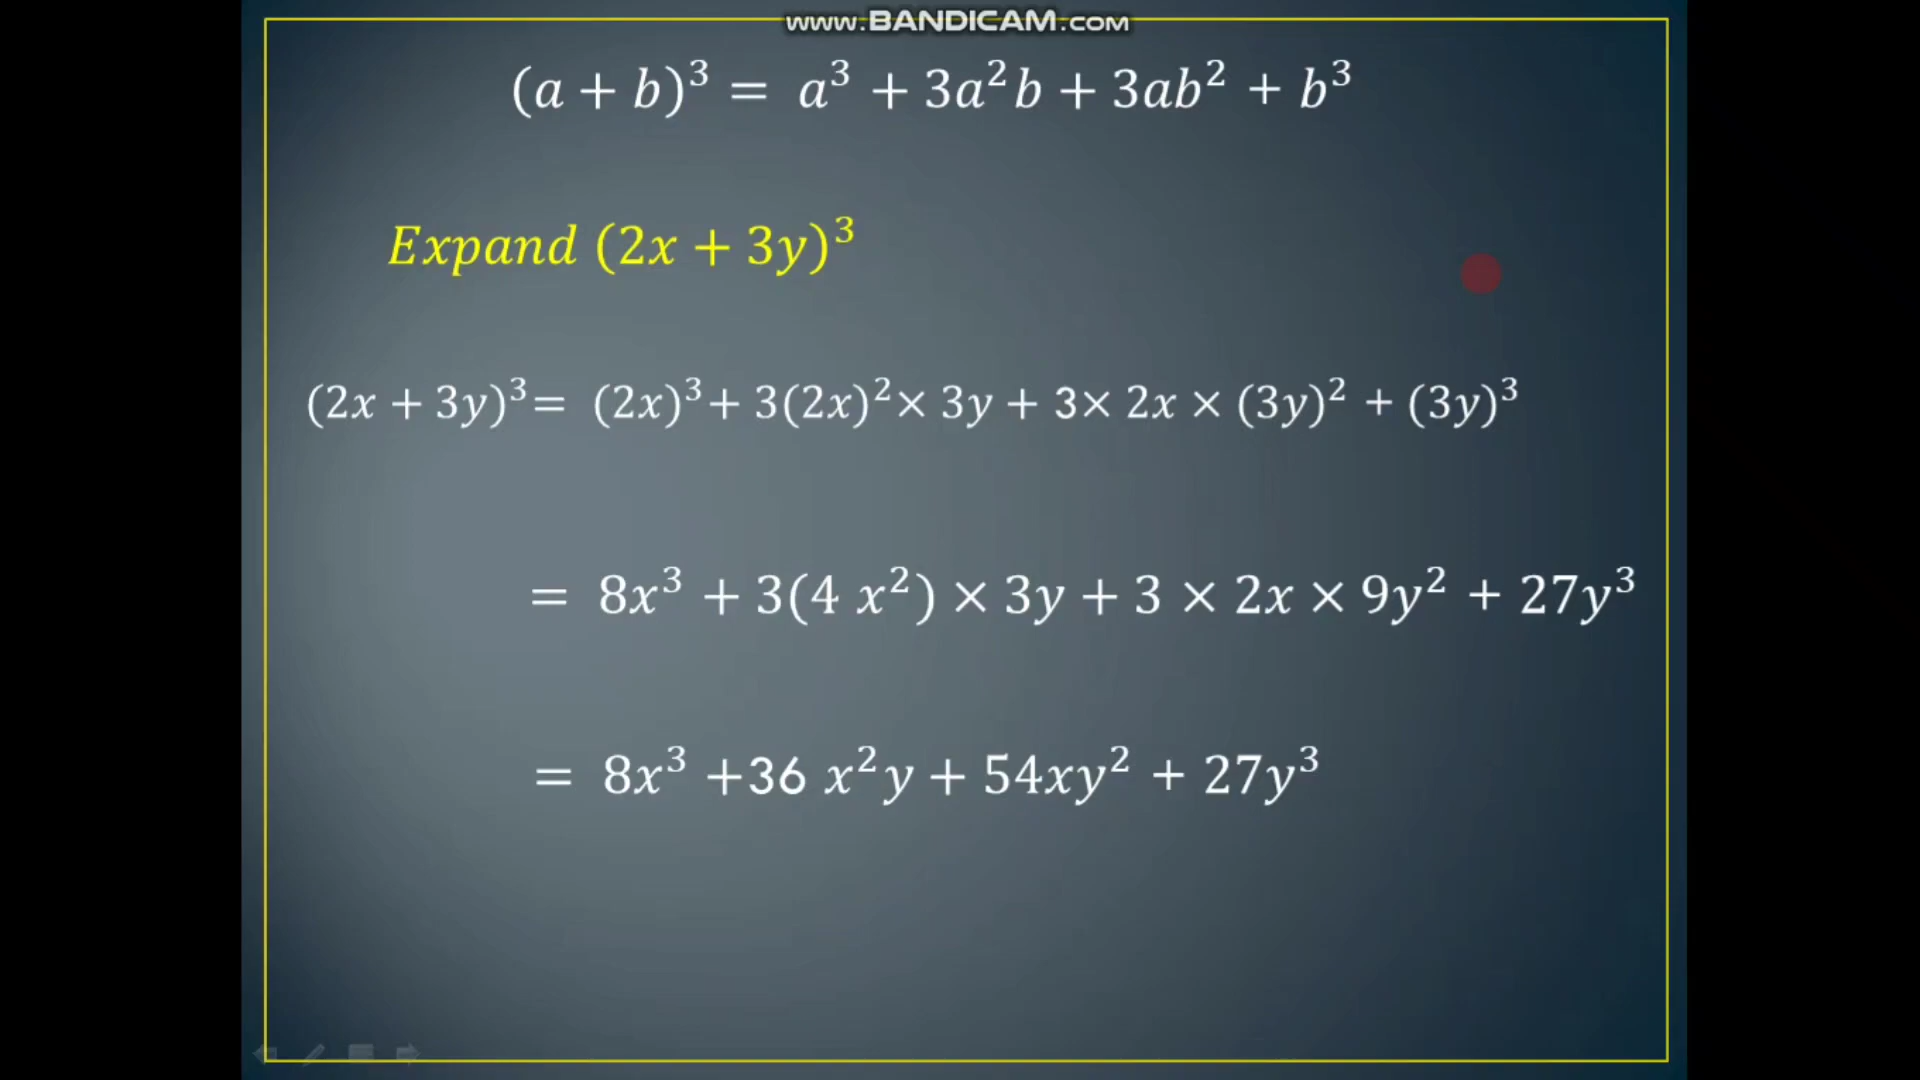 www.BANDICAM.com
(a + b)³ = a³ + 3a²b + 3ab² + b³
Expand (2x + 3y)³
(2x + 3y)³= (2x)³+ 3(2x)²× 3y + 3× 2x × (3y)² + (3y)³
= 8x³ + 3(4 x²) × 3y + 3 × 2x × 9y² + 27y³
= 8x³ +36 x²y + 54xy² + 27y³